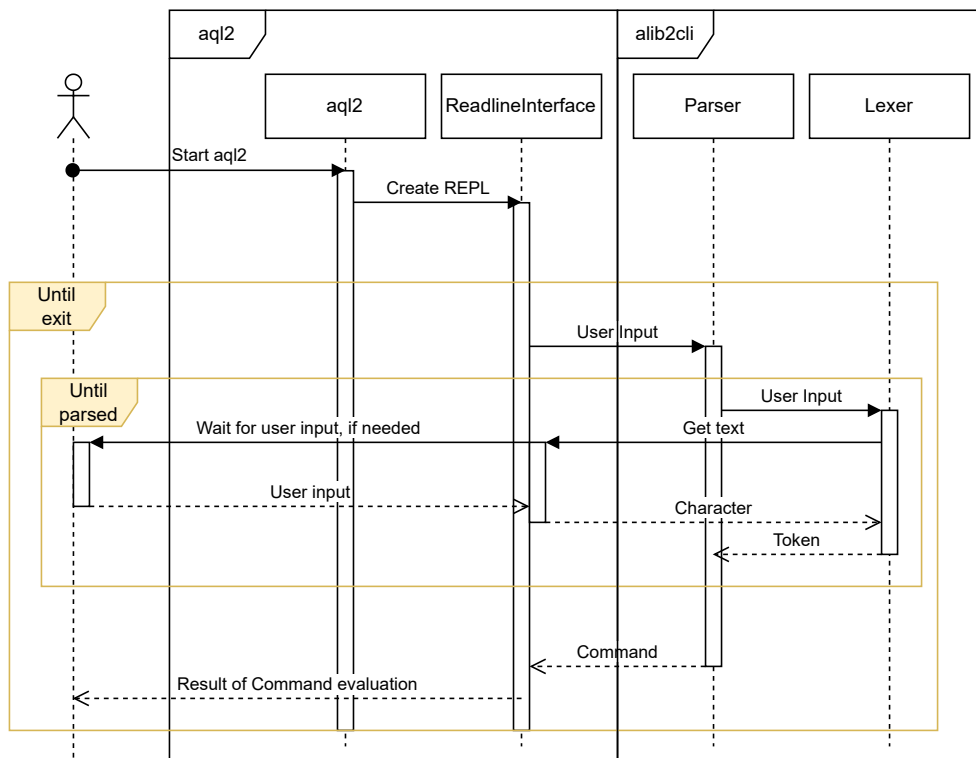 aql2
alib2cli
aql2
ReadlineInterface
Parser
Lexer
Start aql2
Create REPL
Until
exit
User Input
Until
parsed
User Input
Wait for user input, if needed
Get text
User input
Character
Token
Command
Result of Command evaluation